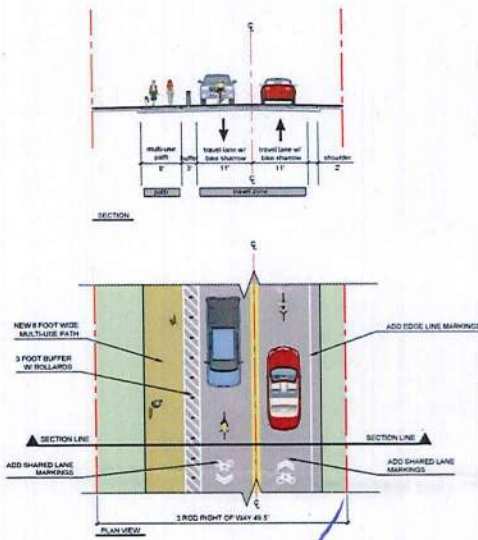 ℄
multi-use
path
8'
buffer
3'
travel lane w/
bike sharrow
11'
travel lane w/
bike sharrow
11'
shoulder
2'
path
℄
travel zone
SECTION
℄
NEW 8 FOOT WIDE
MULTI-USE PATH
ADD EDGE LINE MARKINGS
3 FOOT BUFFER
W/ BOLLARDS
SECTION LINE
SECTION LINE
ADD SHARED LANE
MARKINGS
ADD SHARED LANE
MARKINGS
℄
3 ROD RIGHT OF WAY 49.5'
PLAN VIEW